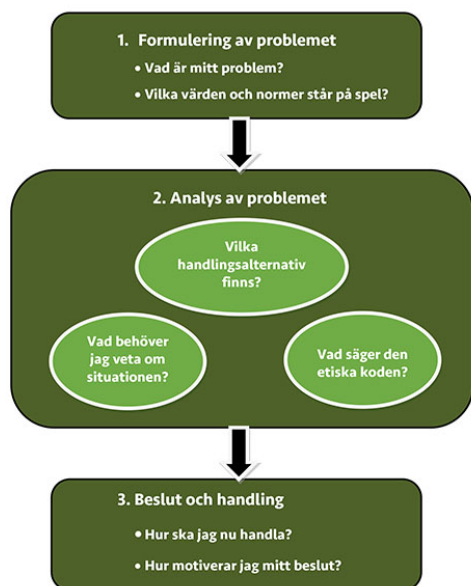 1. Formulering av problemet
• Vad är mitt problem?
• Vilka värden och normer står på spel?
2. Analys av problemet
Vilka
handlingsalternativ
finns?
Vad behöver
jag veta om
situationen?
Vad säger den
etiska koden?
3. Beslut och handling
• Hur ska jag nu handla?
• Hur motiverar jag mitt beslut?